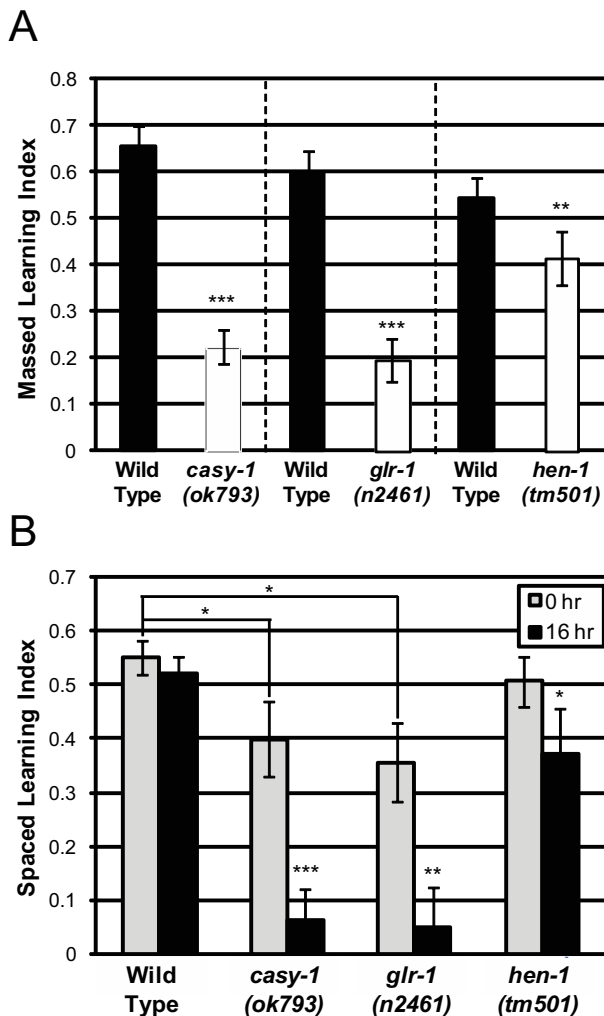 A
Massed Learning Index
0.8
0.7
0.6
0.5
0.4
0.3
0.2
0.1
0
***
***
**
Wild Type
casy-1 (ok793)
Wild Type
glr-1 (n2461)
Wild Type
hen-1 (tm501)
B
Spaced Learning Index
0.7
0.6
0.5
0.4
0.3
0.2
0.1
0
*
*
0 hr
16 hr
***
**
*
Wild Type
casy-1 (ok793)
glr-1 (n2461)
hen-1 (tm501)